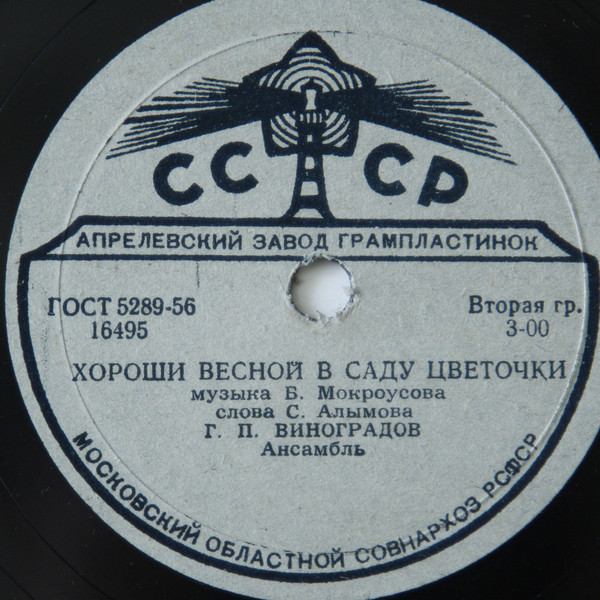 СССР
АПРЕЛЕВСКИЙ ЗАВОД ГРАМПЛАСТИНОК
ГОСТ 5289-56
16495
Вторая гр.
3-00
ХОРОШИ ВЕСНОЙ В САДУ ЦВЕТОЧКИ
музыка Б. Мокроусова
слова С. Алымова
Г. П. ВИНОГРАДОВ
Ансамбль
МОСКОВСКИЙ ОБЛАСТНОЙ СОВНАРХОЗ РСФСР